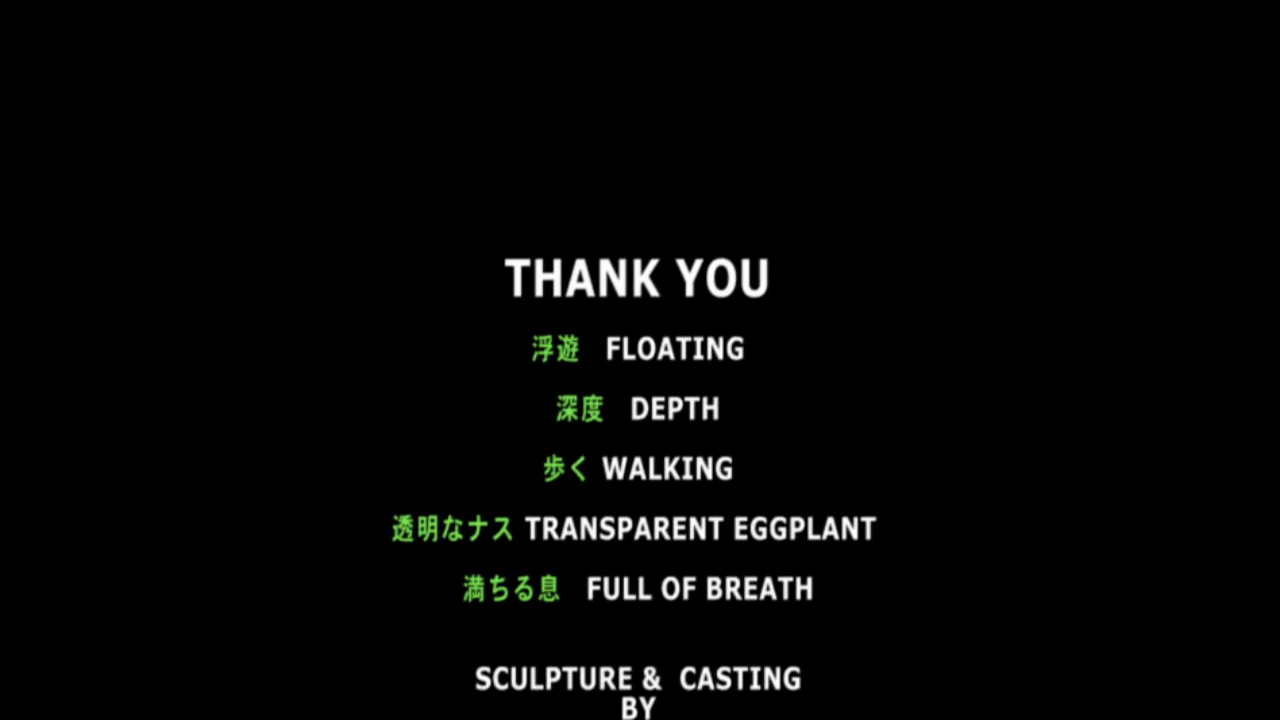 THANK YOU
浮遊 FLOATING
深度 DEPTH
歩く WALKING
透明なナス TRANSPARENT EGGPLANT
満ちる息 FULL OF BREATH
SCULPTURE & CASTING
BY